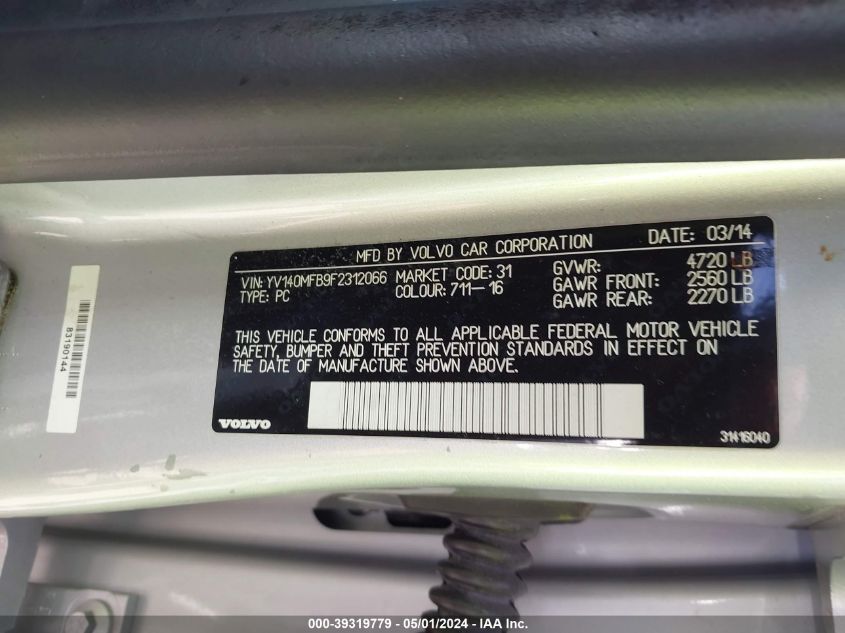 MFD BY VOLVO CAR CORPORATION DATE: 03/14
VIN: YV140MFB9F2312066 MARKET CODE: 31 GVWR: 4720 LB
TYPE: PC COLOUR: 711-16 GAWR FRONT: 2560 LB
GAWR REAR: 2270 LB
THIS VEHICLE CONFORMS TO ALL APPLICABLE FEDERAL MOTOR VEHICLE
SAFETY, BUMPER AND THEFT PREVENTION STANDARDS IN EFFECT ON
THE DATE OF MANUFACTURE SHOWN ABOVE.
VOLVO
31416040
83190144
000-39319779 - 05/01/2024 - IAA Inc.